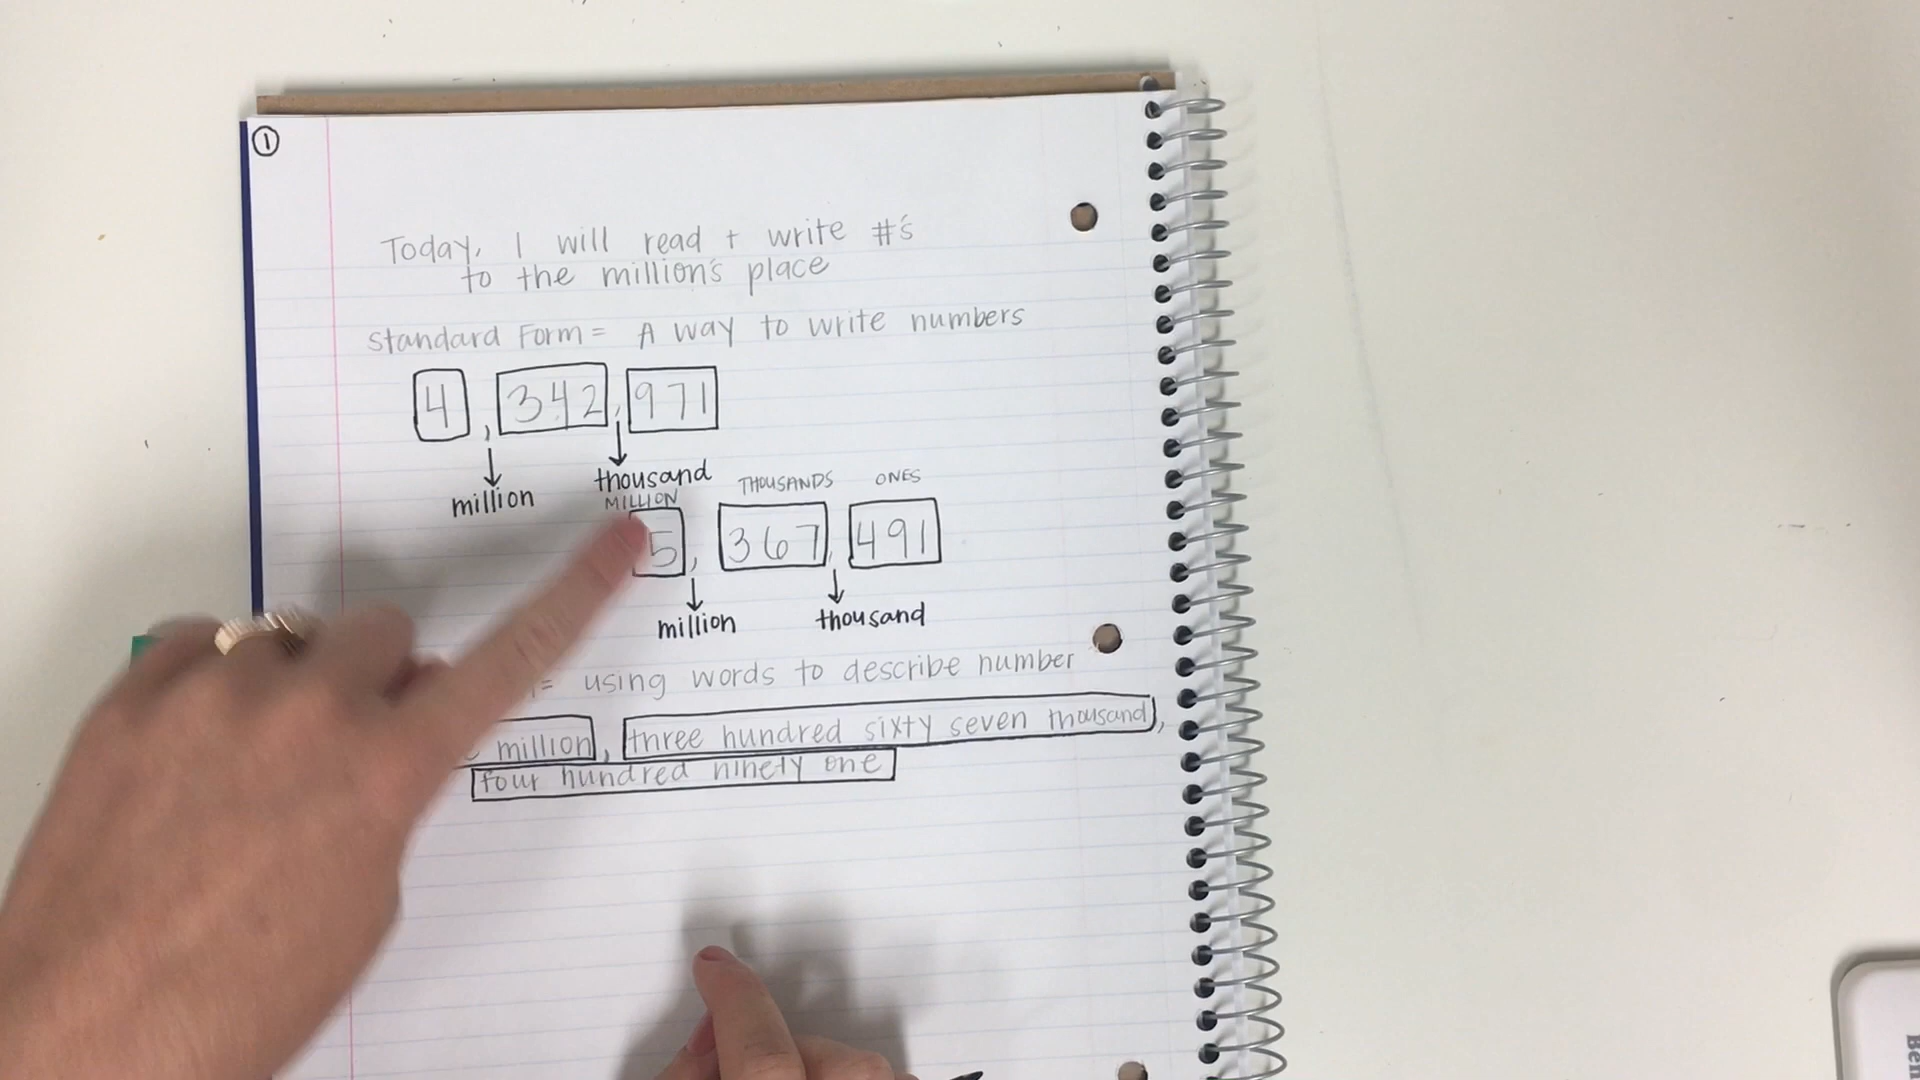 1
Today, I will read + write #'s
to the million's place
Standard Form = A way to write numbers
4, 342, 971
million thousand
MILLION THOUSANDS ONES
5, 367, 491
million thousand
= using words to describe number
million, three hundred sixty seven thousand,
four hundred ninety one